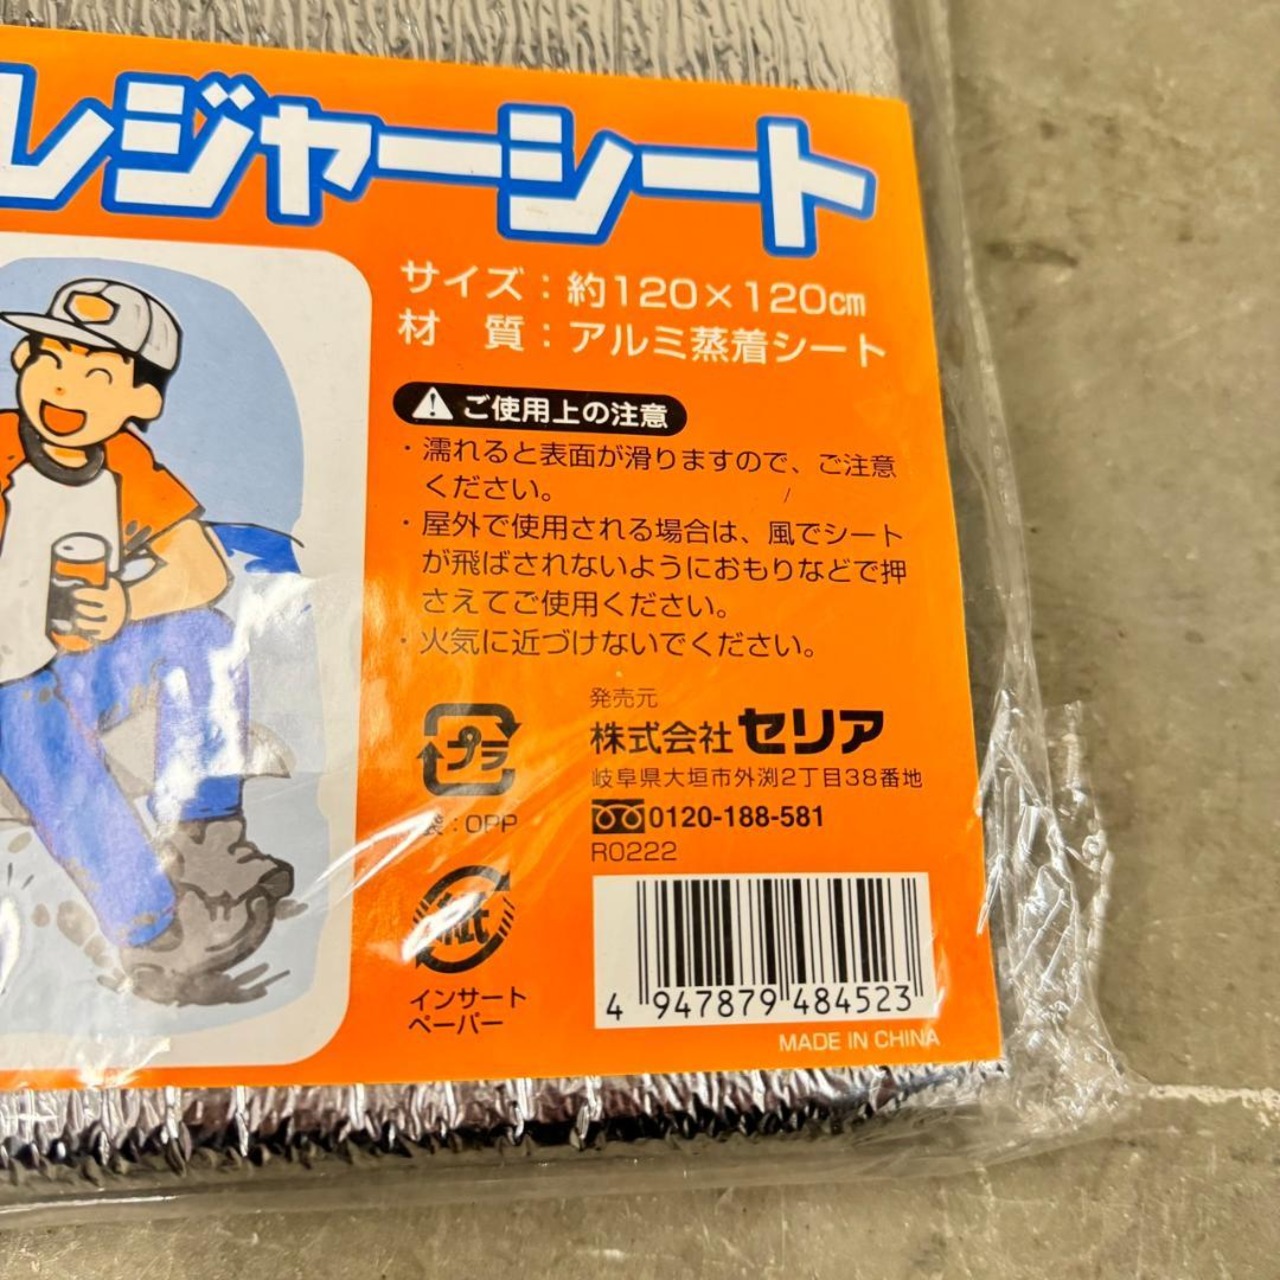 レジャーシート
サイズ：約120×120cm
材　質：アルミ蒸着シート
ご使用上の注意
・濡れると表面が滑りますので、ご注意
ください。
・屋外で使用される場合は、風でシート
が飛ばされないようにおもりなどで押
さえてご使用ください。
・火気に近づけないでください。
発売元
株式会社セリア
岐阜県大垣市外渕2丁目38番地
0120-188-581
R0222
プラ
袋：OPP
紙
インサート
ペーパー
4 947879 484523
MADE IN CHINA